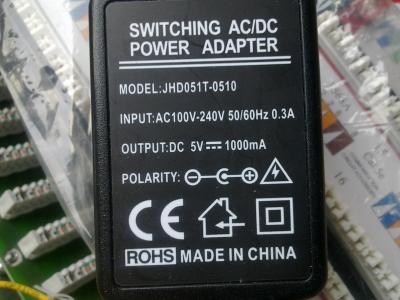 SWITCHING AC/DC
POWER ADAPTER
MODEL:JHD051T-0510
INPUT:AC100V-240V 50/60Hz 0.3A
OUTPUT:DC 5V⎓1000mA
POLARITY:
CE
ROHS MADE IN CHINA
16